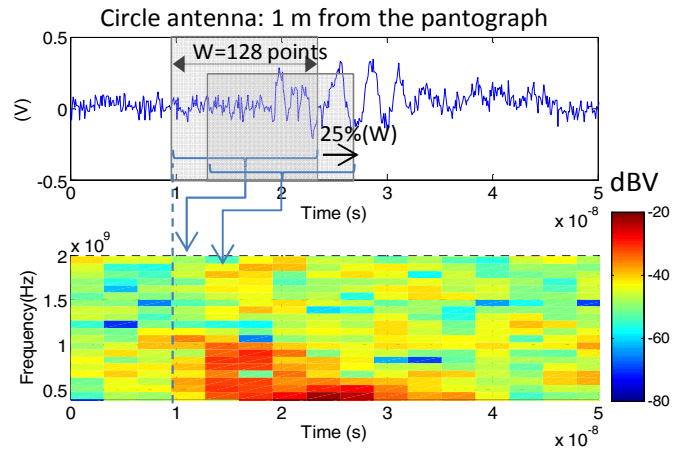 Circle antenna: 1 m from the pantograph
0.5
W=128 points
(V)
0
25%(W)
-0.5
0 1 2 3 4 5
Time (s)
x 10⁻⁸
dBV
x 10⁹
2
1.5
1
0.5
Frequency(Hz)
-20
-40
-60
-80
0 1 2 3 4 5
Time (s)
x 10⁻⁸